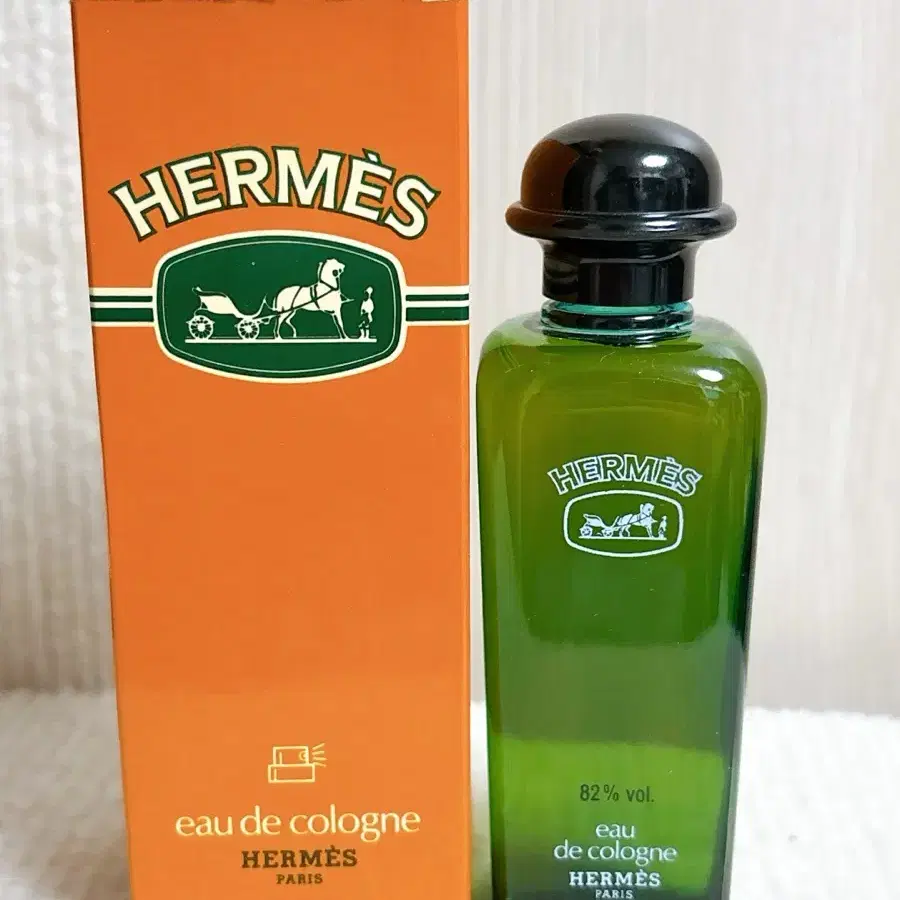 HERMÈS
eau de cologne
HERMÈS
PARIS
HERMÈS
82% vol.
eau
de cologne
HERMÈS
PARIS